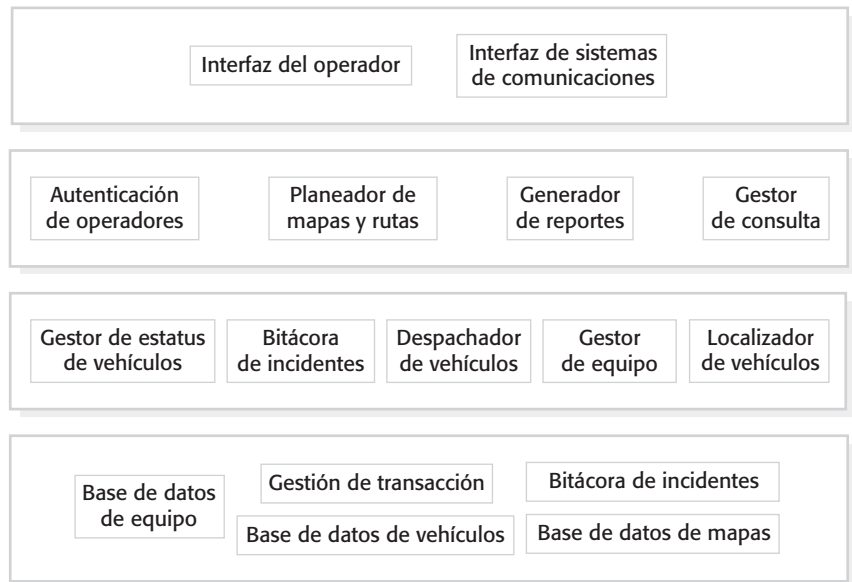 Interfaz del operador
Interfaz de sistemas
de comunicaciones
Autenticación
de operadores
Planeador de
mapas y rutas
Generador
de reportes
Gestor
de consulta
Gestor de estatus
de vehículos
Bitácora
de incidentes
Despachador
de vehículos
Gestor
de equipo
Localizador
de vehículos
Base de datos
de equipo
Gestión de transacción
Bitácora de incidentes
Base de datos de vehículos
Base de datos de mapas